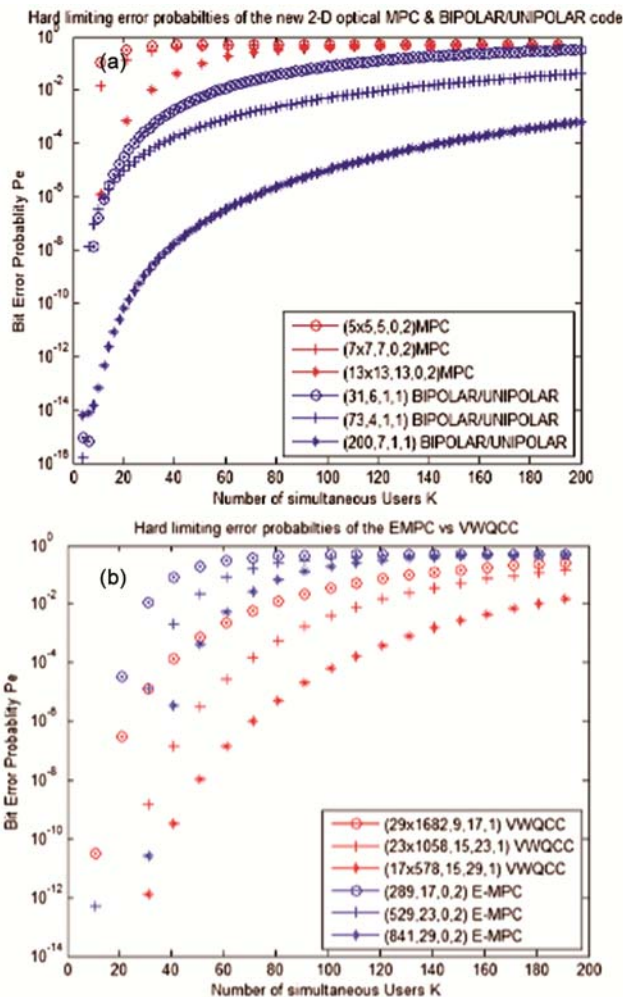 Hard limiting error probabilties of the new 2-D optical MPC & BIPOLAR/UNIPOLAR code
(a)
Bit Error Probablity Pe
10^0
10^-2
10^-4
10^-6
10^-8
10^-10
10^-12
10^-14
10^-16
(5x5,5,0,2)MPC
(7x7,7,0,2)MPC
(13x13,13,0,2)MPC
(31,6,1,1) BIPOLAR/UNIPOLAR
(73,4,1,1) BIPOLAR/UNIPOLAR
(200,7,1,1) BIPOLAR/UNIPOLAR
0 20 40 60 80 100 120 140 160 180 200
Number of simultaneous Users K
Hard limiting error probabilties of the EMPC vs VWQCC
(b)
Bit Error Probablity Pe
10^0
10^-2
10^-4
10^-6
10^-8
10^-10
10^-12
10^-14
(29x1682,9,17,1) VWQCC
(23x1058,15,23,1) VWQCC
(17x578,15,29,1) VWQCC
(289,17,0,2) E-MPC
(529,23,0,2) E-MPC
(841,29,0,2) E-MPC
0 20 40 60 80 100 120 140 160 180 200
Number of simultaneous Users K